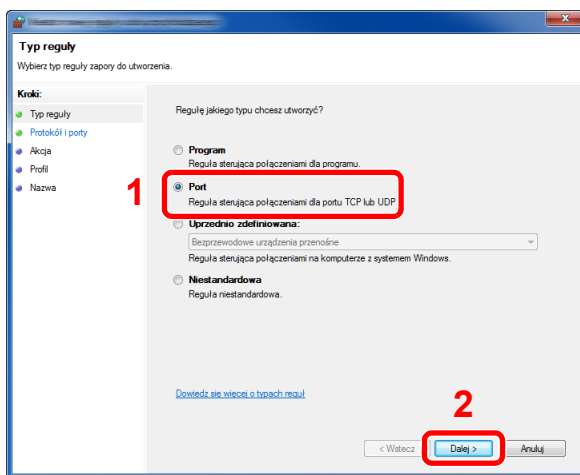 Typ reguły
Wybierz typ reguły zapory do utworzenia.
Kroki:
Typ reguły
Protokół i porty
Akcja
Profil
Nazwa
Regułę jakiego typu chcesz utworzyć?
Program
Reguła sterująca połączeniami dla programu.
1
Port
Reguła sterująca połączeniami dla portu TCP lub UDP
Uprzednio zdefiniowana:
Bezprzewodowe urządzenia przenośne
Reguła sterująca połączeniami na komputerze z systemem Windows.
Niestandardowa
Reguła niestandardowa.
Dowiedz się więcej o typach reguł
2
< Wstecz
Dalej >
Anuluj